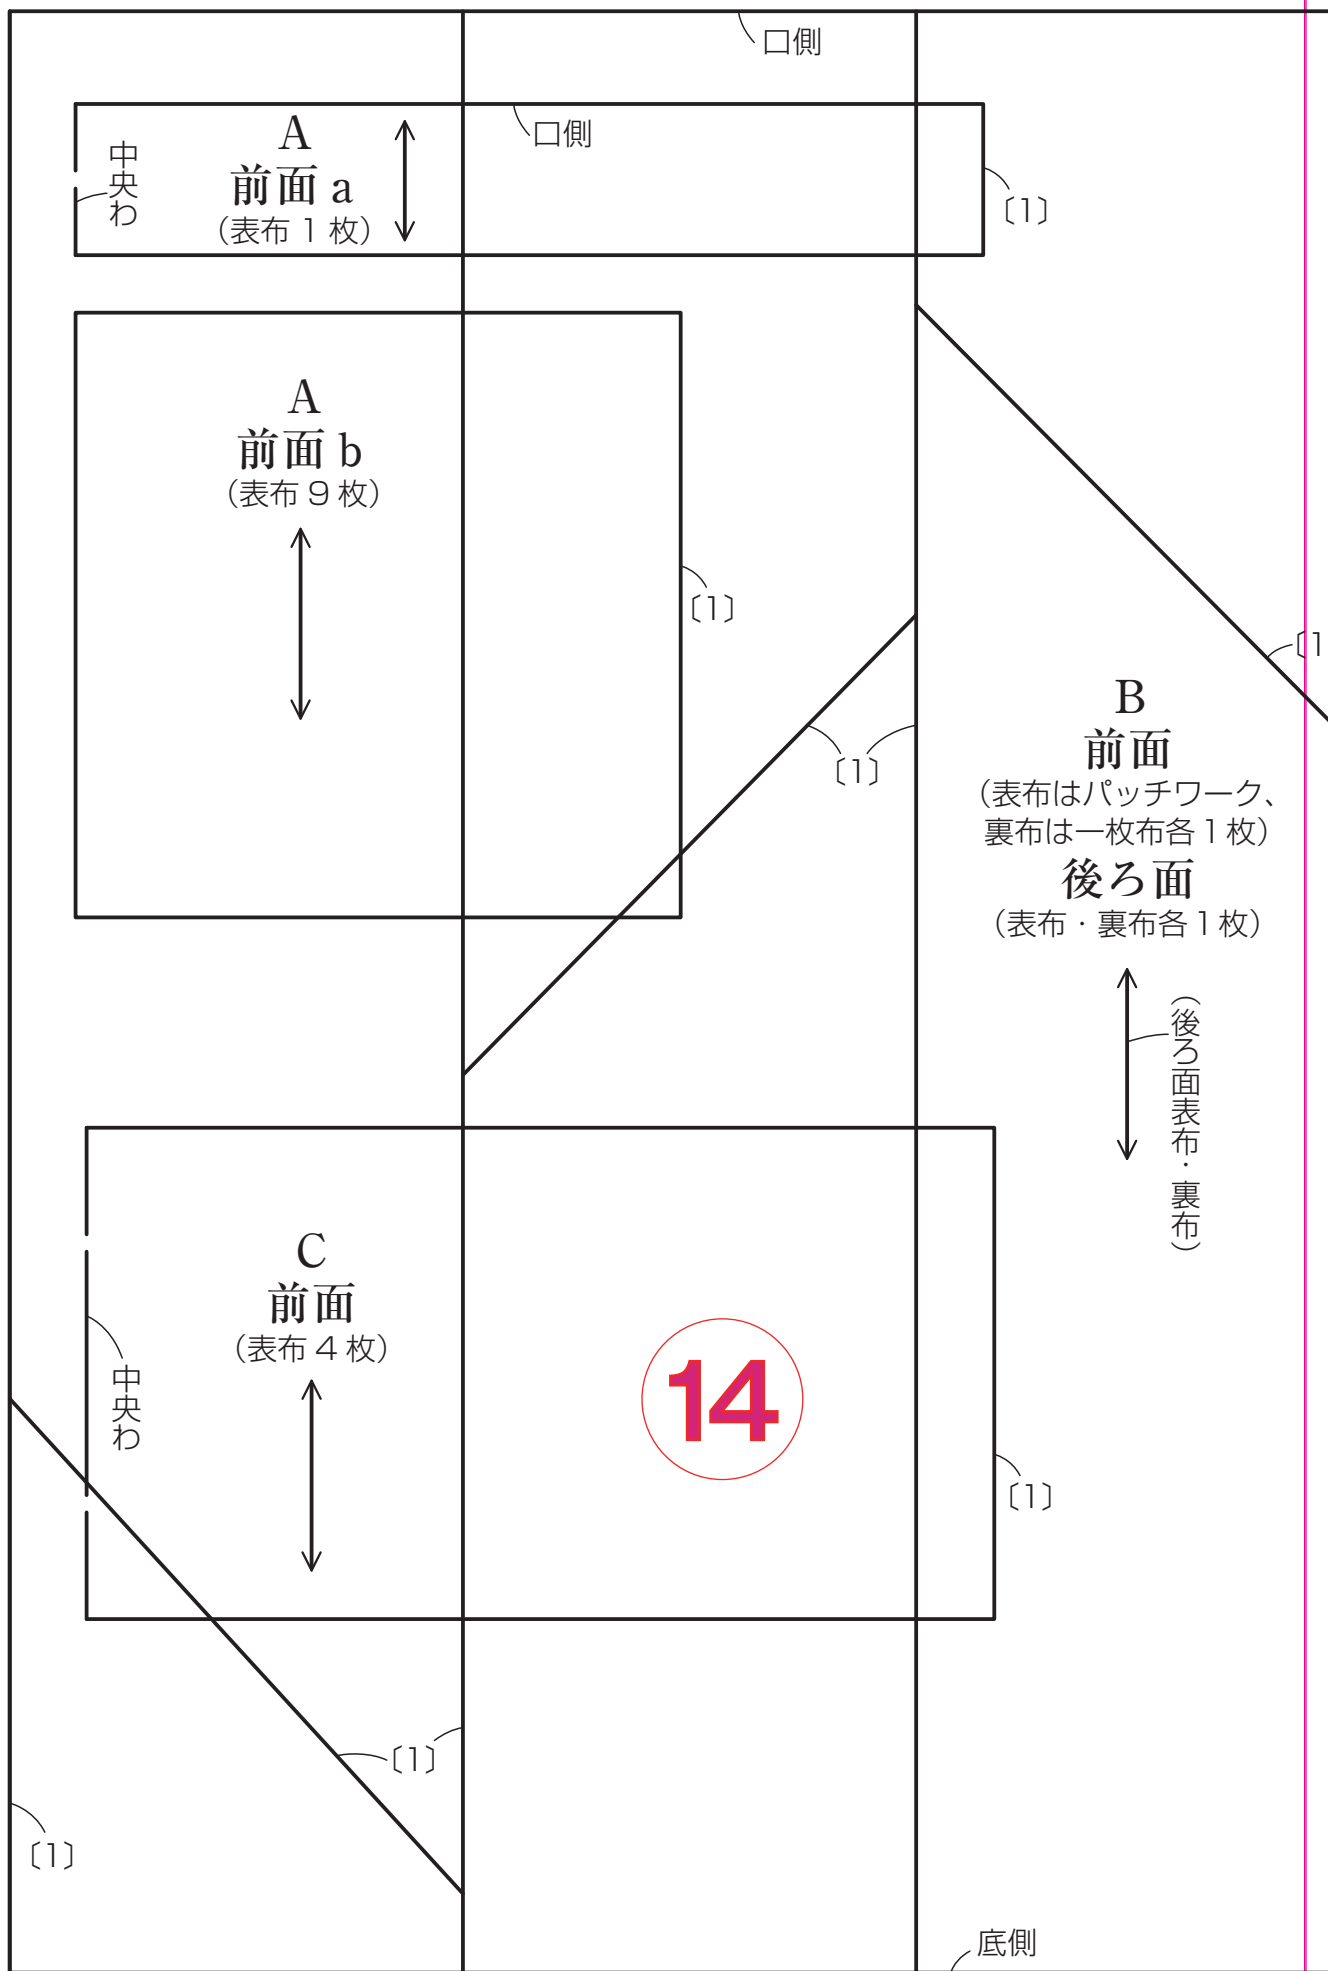 口側
口側
A
前面 a
（表布 1 枚）
中央わ
〔1〕
A
前面 b
（表布 9 枚）
〔1〕
〔1
〔1〕
B
前面
（表布はパッチワーク、
裏布は一枚布各 1 枚）
後ろ面
（表布・裏布各 1 枚）
（後ろ面表布・裏布）
C
前面
（表布 4 枚）
中央わ
14
〔1〕
〔1〕
〔1〕
底側